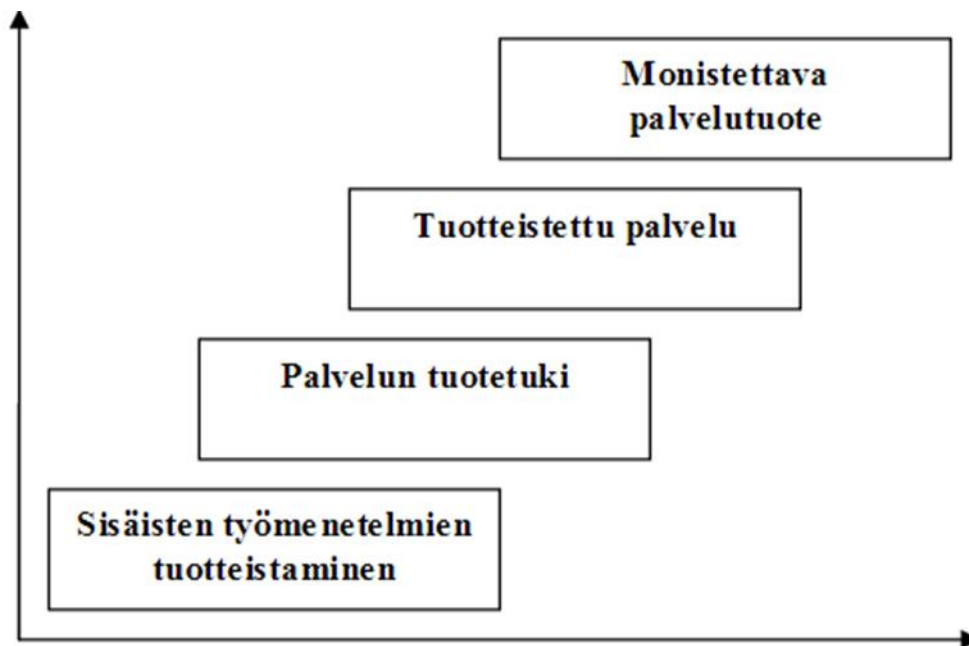 Monistettava
palvelutuote
Tuotteistettu palvelu
Palvelun tuotetuki
Sisäisten työmenetelmien
tuotteistaminen